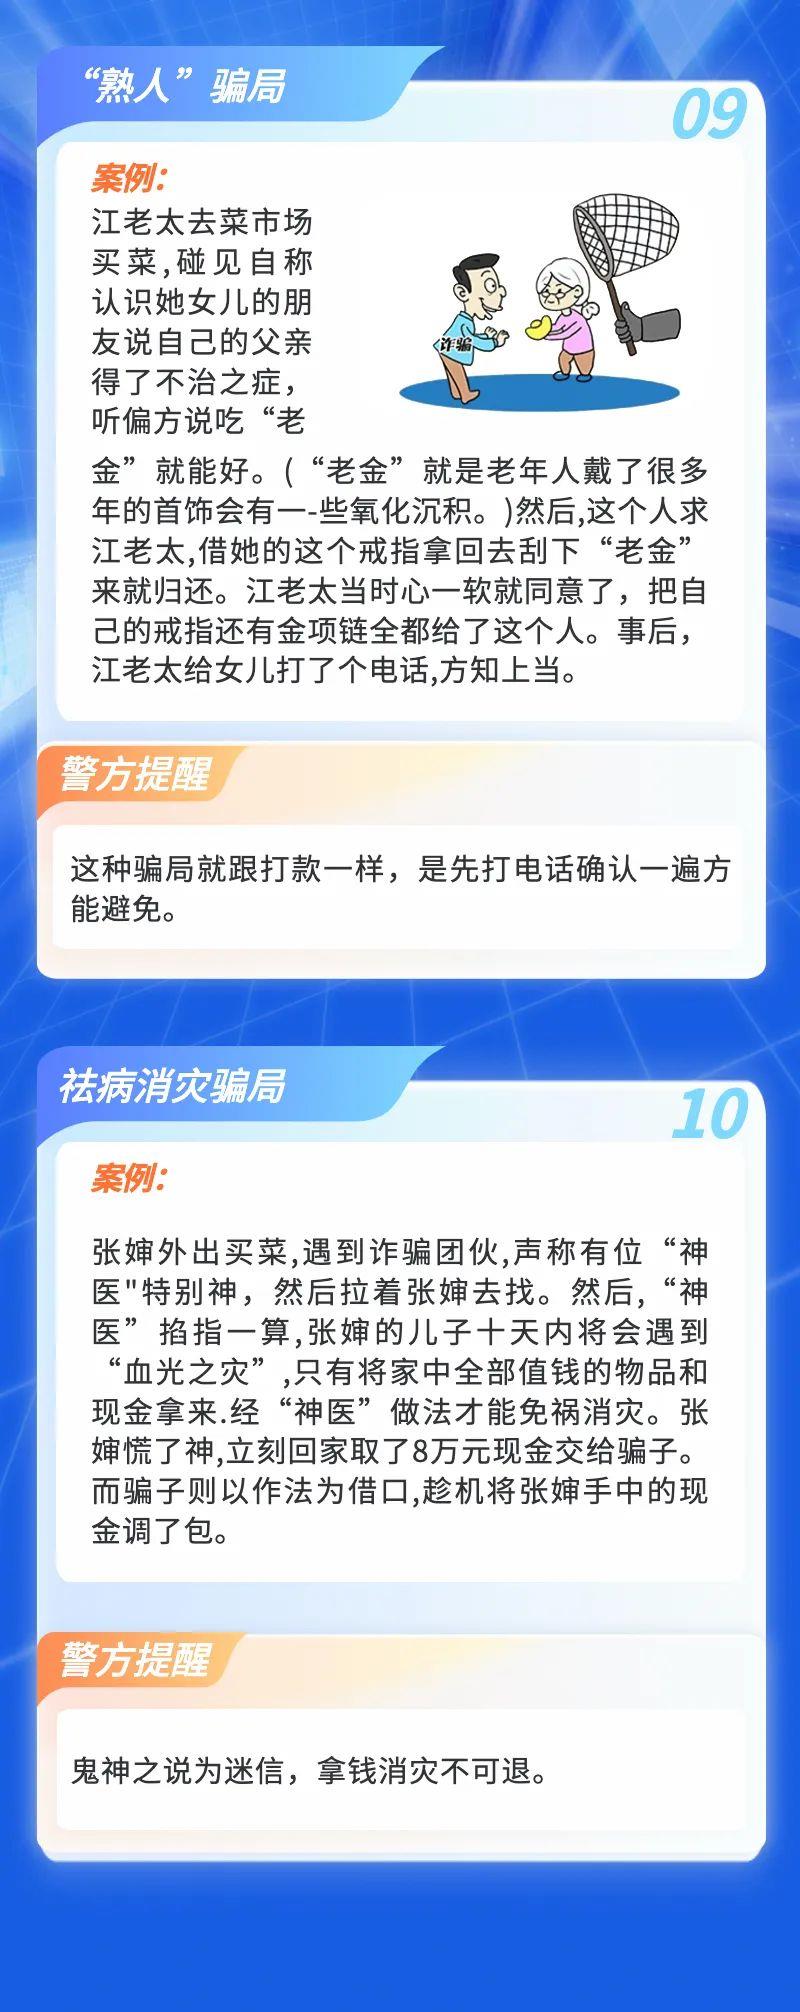 “熟人”骗局
09
案例：
江老太去菜市场
买菜,碰见自称
认识她女儿的朋
友说自己的父亲
得了不治之症，
听偏方说吃“老
诈骗
金”就能好。(“老金”就是老年人戴了很多
年的首饰会有一-些氧化沉积。)然后,这个人求
江老太,借她的这个戒指拿回去刮下“老金”
来就归还。江老太当时心一软就同意了，把自
己的戒指还有金项链全都给了这个人。事后，
江老太给女儿打了个电话,方知上当。
警方提醒
这种骗局就跟打款一样，是先打电话确认一遍方
能避免。
祛病消灾骗局
10
案例：
张婶外出买菜,遇到诈骗团伙,声称有位“神
医"特别神，然后拉着张婶去找。然后,“神
医”掐指一算,张婶的儿子十天内将会遇到
“血光之灾”,只有将家中全部值钱的物品和
现金拿来.经“神医”做法才能免祸消灾。张
婶慌了神,立刻回家取了8万元现金交给骗子。
而骗子则以作法为借口,趁机将张婶手中的现
金调了包。
警方提醒
鬼神之说为迷信，拿钱消灾不可退。